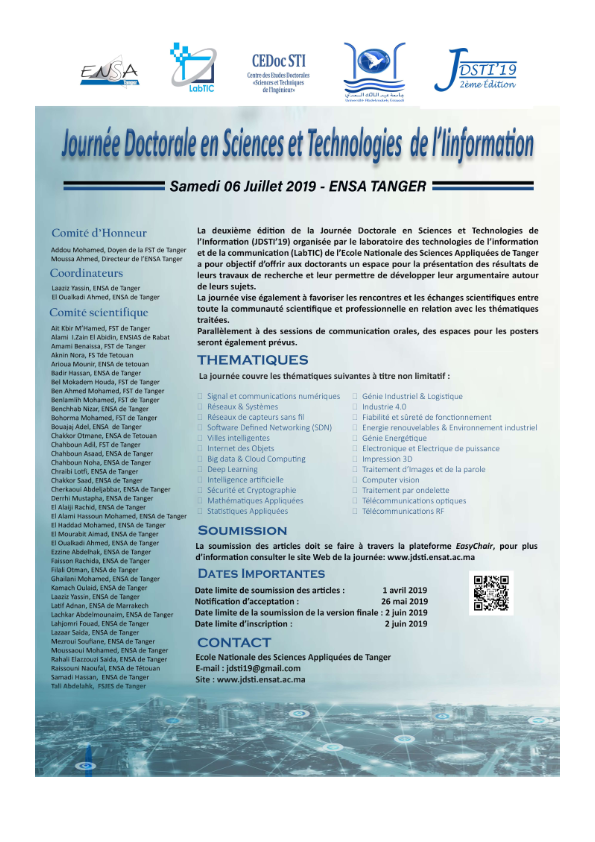 ENSA
Tanger
LabTIC
CEDoc STI
Centre des Etudes Doctorales
«Sciences et Techniques
de l'Ingénieur»
جامعة عبد المالك السعدي
Université Abdelmalek Essaadi
JDSTI'19
2ème Edition
Journée Doctorale en Sciences et Technologies de l'Iinformation
Samedi 06 Juillet 2019 - ENSA TANGER
Comité d'Honneur
Addou Mohamed, Doyen de la FST de Tanger
Moussa Ahmed, Directeur de l'ENSA Tanger
Coordinateurs
Laaziz Yassin, ENSA de Tanger
El Oualkadi Ahmed, ENSA de Tanger
Comité scientifique
Ait Kbir M'Hamed, FST de Tanger
Alami I.Zain El Abidin, ENSIAS de Rabat
Amami Benaissa, FST de Tanger
Aknin Nora, FS Tde Tetouan
Arioua Mounir, ENSA de tetouan
Badir Hassan, ENSA de Tanger
Bel Mokadem Houda, FST de Tanger
Ben Ahmed Mohamed, FST de Tanger
Benlamlih Mohamed, FST de Tanger
Benchhab Nizar, ENSA de Tanger
Bohorma Mohamed, FST de Tanger
Bouajaj Adel, ENSA de Tanger
Chakkor Otmane, ENSA de Tetouan
Chahboun Adil, FST de Tanger
Chahboun Asaad, ENSA de Tanger
Chahboun Noha, ENSA de Tanger
Chraibi Lotfi, ENSA de Tanger
Chakkor Saad, ENSA de Tanger
Cherkaoui Abdeljabbar, ENSA de Tanger
Derrhi Mustapha, ENSA de Tanger
El Alaiji Rachid, ENSA de Tanger
El Alami Hassoun Mohamed, ENSA de Tanger
El Haddad Mohamed, ENSA de Tanger
El Mourabit Aimad, ENSA de Tanger
El Oualkadi Ahmed, ENSA de Tanger
Ezzine Abdelhak, ENSA de Tanger
Faisson Rachida, ENSA de Tanger
Filali Otman, ENSA de Tanger
Ghailani Mohamed, ENSA de Tanger
Kamach Oulaid, ENSA de Tanger
Laaziz Yassin, ENSA de Tanger
Latif Adnan, ENSA de Marrakech
Lachkar Abdelmounaim, ENSA de Tanger
Lahjomri Fouad, ENSA de Tanger
Lazaar Saida, ENSA de Tanger
Mezroui Soufiane, ENSA de Tanger
Moussaoui Mohamed, ENSA de Tanger
Rahali Elazzouzi Saida, ENSA de Tanger
Raissouni Naoufal, ENSA de Tétouan
Samadi Hassan, ENSA de Tanger
Tali Abdelahk, FSJES de Tanger
La deuxième édition de la Journée Doctorale en Sciences et Technologies de
l'Information (JDSTI'19) organisée par le laboratoire des technologies de l'information
et de la communication (LabTIC) de l'Ecole Nationale des Sciences Appliquées de Tanger
a pour objectif d'offrir aux doctorants un espace pour la présentation des résultats de
leurs travaux de recherche et leur permettre de développer leur argumentaire autour
de leurs sujets.
La journée vise également à favoriser les rencontres et les échanges scientifiques entre
toute la communauté scientifique et professionnelle en relation avec les thématiques
traitées.
Parallèlement à des sessions de communication orales, des espaces pour les posters
seront également prévus.
THEMATIQUES
La journée couvre les thématiques suivantes à titre non limitatif :
Signal et communications numériques
Réseaux & Systèmes
Réseaux de capteurs sans fil
Software Defined Networking (SDN)
Villes intelligentes
Internet des Objets
Big data & Cloud Computing
Deep Learning
Intelligence artificielle
Sécurité et Cryptographie
Mathématiques Appliquées
Statistiques Appliquées
Génie Industriel & Logistique
Industrie 4.0
Fiabilité et sûreté de fonctionnement
Energie renouvelables & Environnement industriel
Génie Energétique
Electronique et Electrique de puissance
Impression 3D
Traitement d'Images et de la parole
Computer vision
Traitement par ondelette
Télécommunications optiques
Télécommunications RF
SOUMISSION
La soumission des articles doit se faire à travers la plateforme EasyChair, pour plus
d'information consulter le site Web de la journée: www.jdsti.ensat.ac.ma
DATES IMPORTANTES
Date limite de soumission des articles : 1 avril 2019
Notification d'acceptation : 26 mai 2019
Date limite de la soumission de la version finale : 2 juin 2019
Date limite d'inscription : 2 juin 2019
CONTACT
Ecole Nationale des Sciences Appliquées de Tanger
E-mail : jdsti19@gmail.com
Site : www.jdsti.ensat.ac.ma